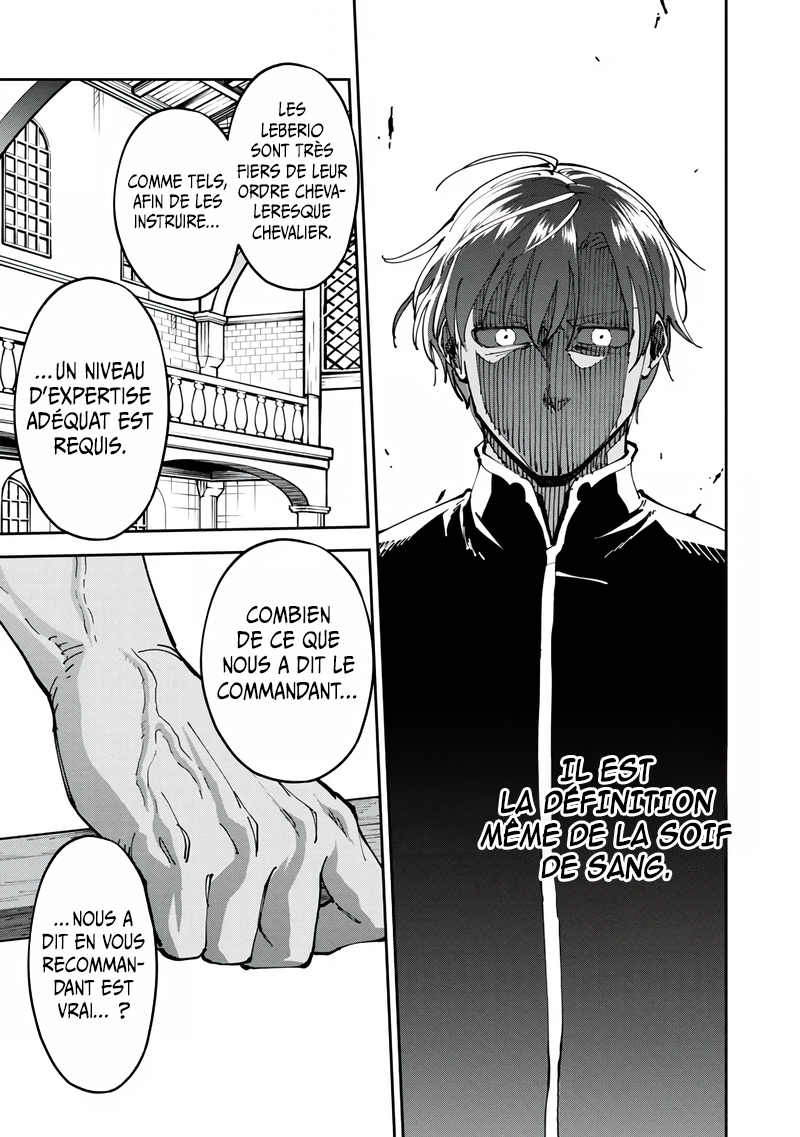 IL EST
LA DÉFINITION
MÊME DE LA SOIF
DE SANG.
LES
LEBERIO
SONT TRÈS
FIERS DE LEUR
ORDRE CHEVA-
LERESQUE
CHEVALIER.
COMME TELS,
AFIN DE LES
INSTRUIRE...
...UN NIVEAU
D'EXPERTISE
ADÉQUAT EST
REQUIS.
COMBIEN
DE CE QUE
NOUS A DIT LE
COMMANDANT...
...NOUS A
DIT EN VOUS
RECOMMAN-
DANT EST
VRAI... ?